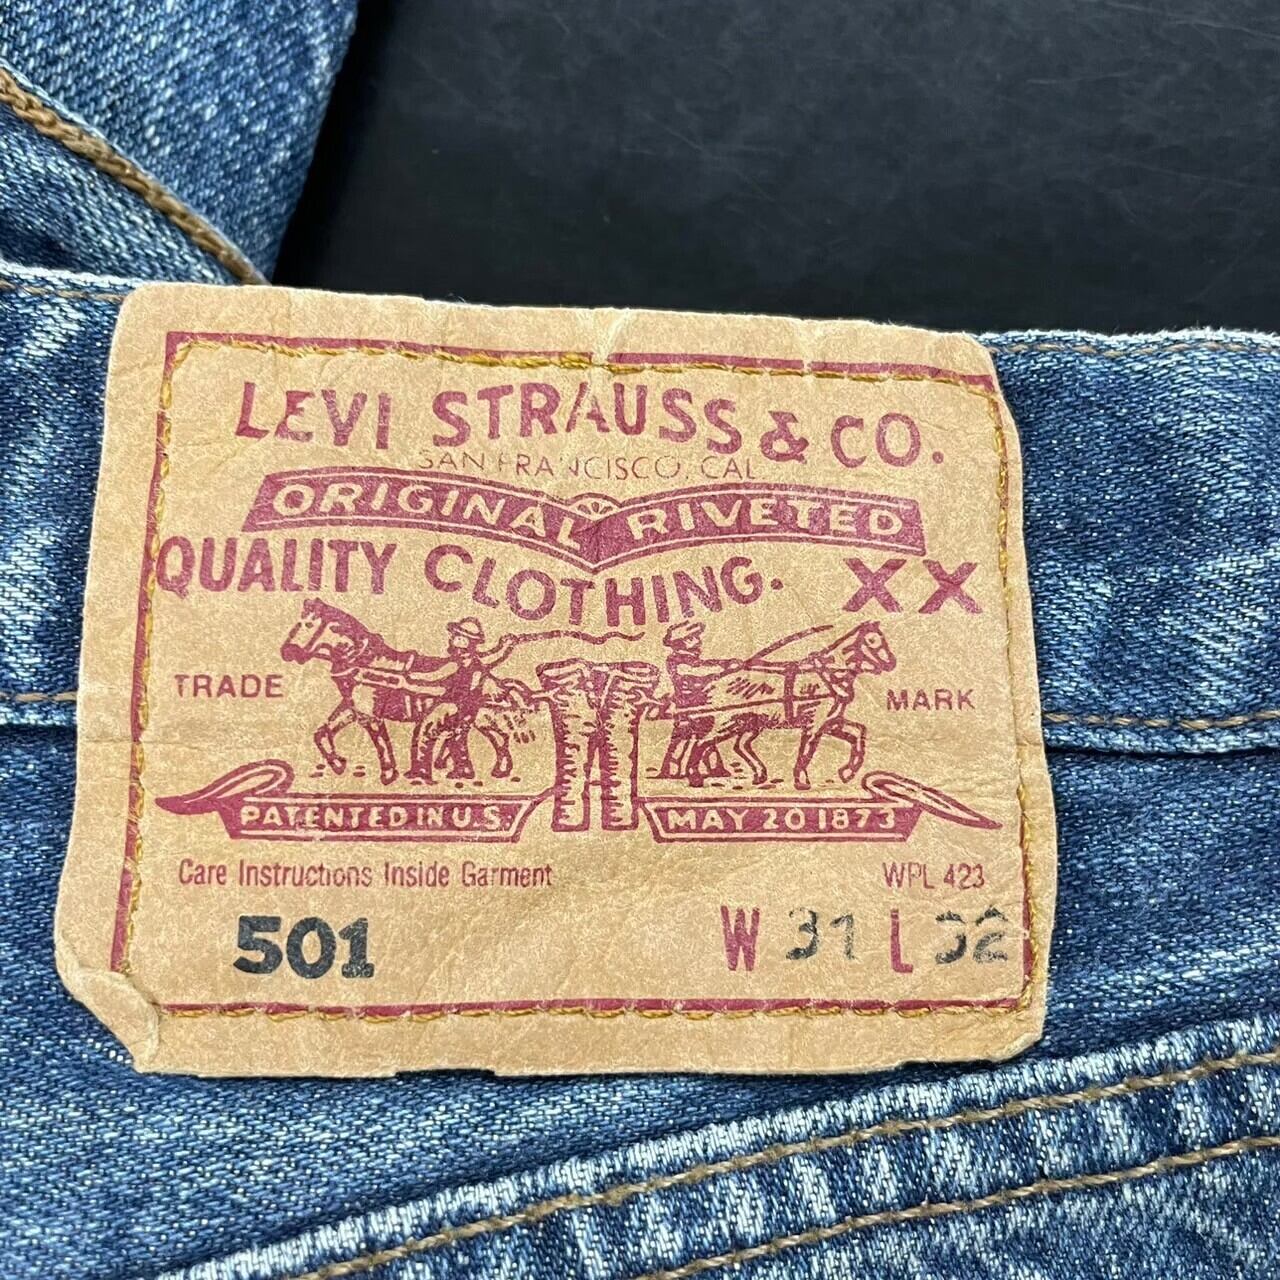 LEVI STRAUSS & CO.
SAN FRANCISCO, CAL
ORIGINAL RIVETED
QUALITY CLOTHING. XX
TRADE MARK
PATENTED IN U.S. MAY 20 1873
Care Instructions Inside Garment WPL 423
501 W 31 L 32